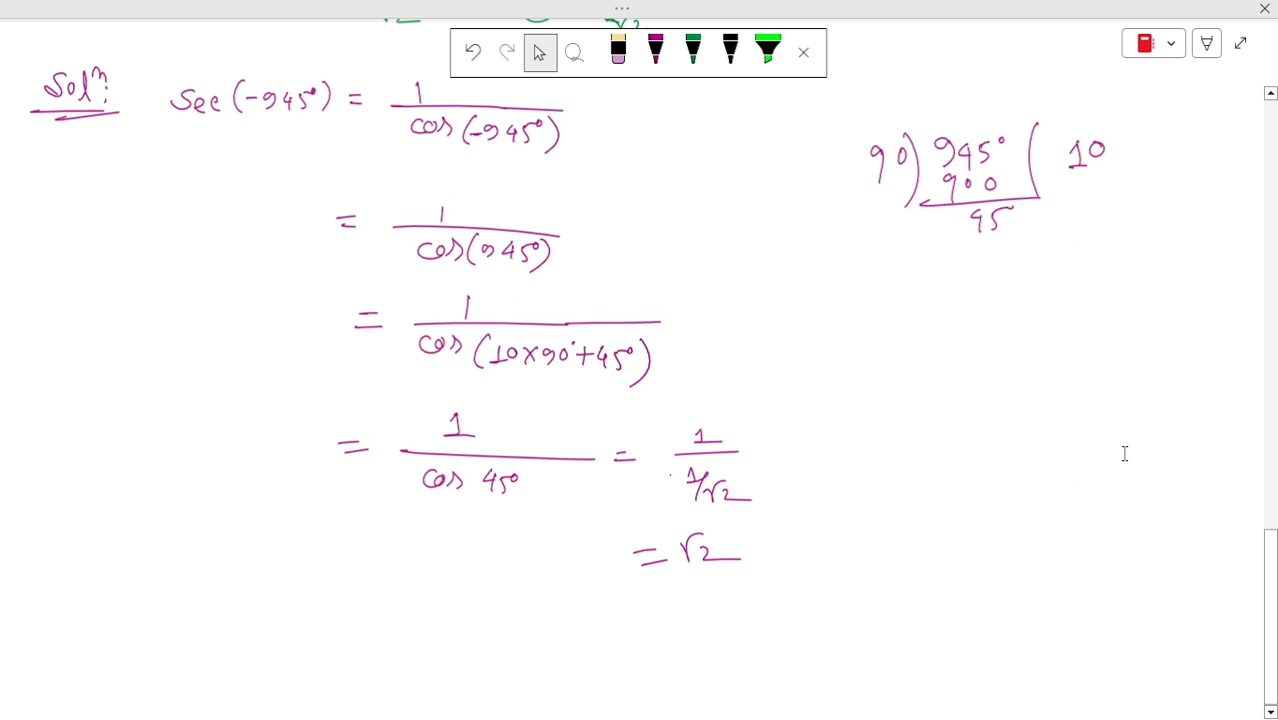 Solⁿ: Sec (-945°) = 1 / cos (-945°)
90) 945° ( 10
900
45
= 1 / cos(945°)
= 1 / cos (10×90°+45°)
= 1 / cos 45° = 1 / 1/√2
= √2